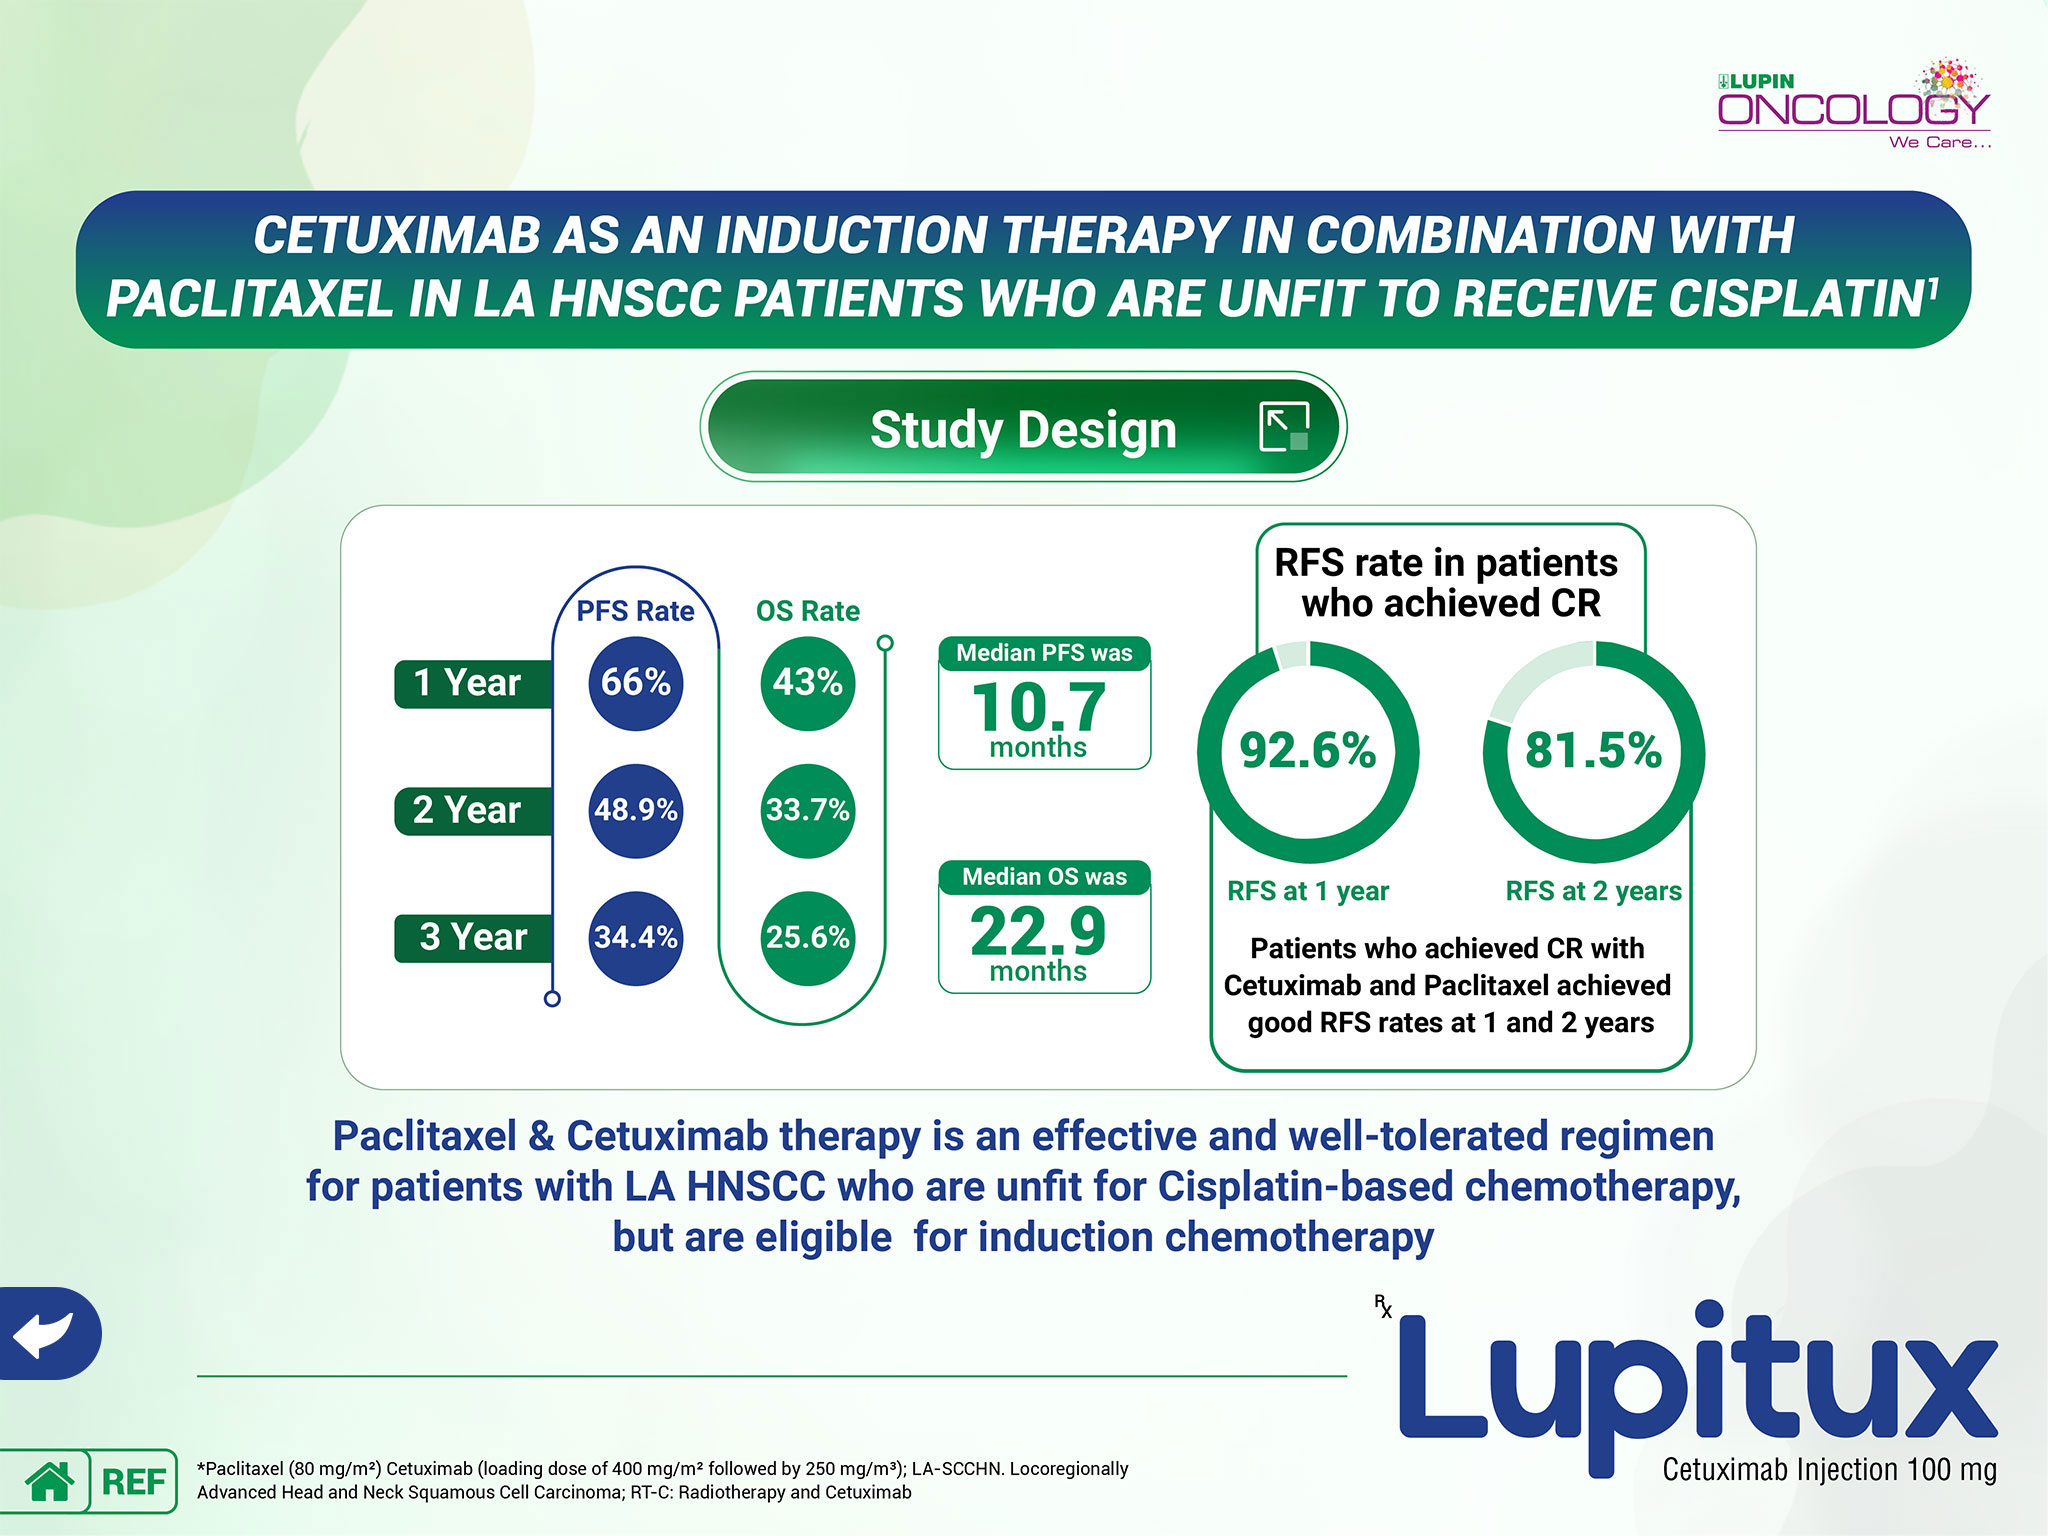 LUPIN
ONCOLOGY
We Care...
CETUXIMAB AS AN INDUCTION THERAPY IN COMBINATION WITH
PACLITAXEL IN LA HNSCC PATIENTS WHO ARE UNFIT TO RECEIVE CISPLATIN¹
Study Design
PFS Rate
OS Rate
1 Year
66%
43%
2 Year
48.9%
33.7%
3 Year
34.4%
25.6%
Median PFS was
10.7
months
Median OS was
22.9
months
RFS rate in patients
who achieved CR
92.6%
81.5%
RFS at 1 year
RFS at 2 years
Patients who achieved CR with
Cetuximab and Paclitaxel achieved
good RFS rates at 1 and 2 years
Paclitaxel & Cetuximab therapy is an effective and well-tolerated regimen
for patients with LA HNSCC who are unfit for Cisplatin-based chemotherapy,
but are eligible for induction chemotherapy
Rx
Lupitux
Cetuximab Injection 100 mg
REF
*Paclitaxel (80 mg/m²) Cetuximab (loading dose of 400 mg/m² followed by 250 mg/m³); LA-SCCHN. Locoregionally
Advanced Head and Neck Squamous Cell Carcinoma; RT-C: Radiotherapy and Cetuximab